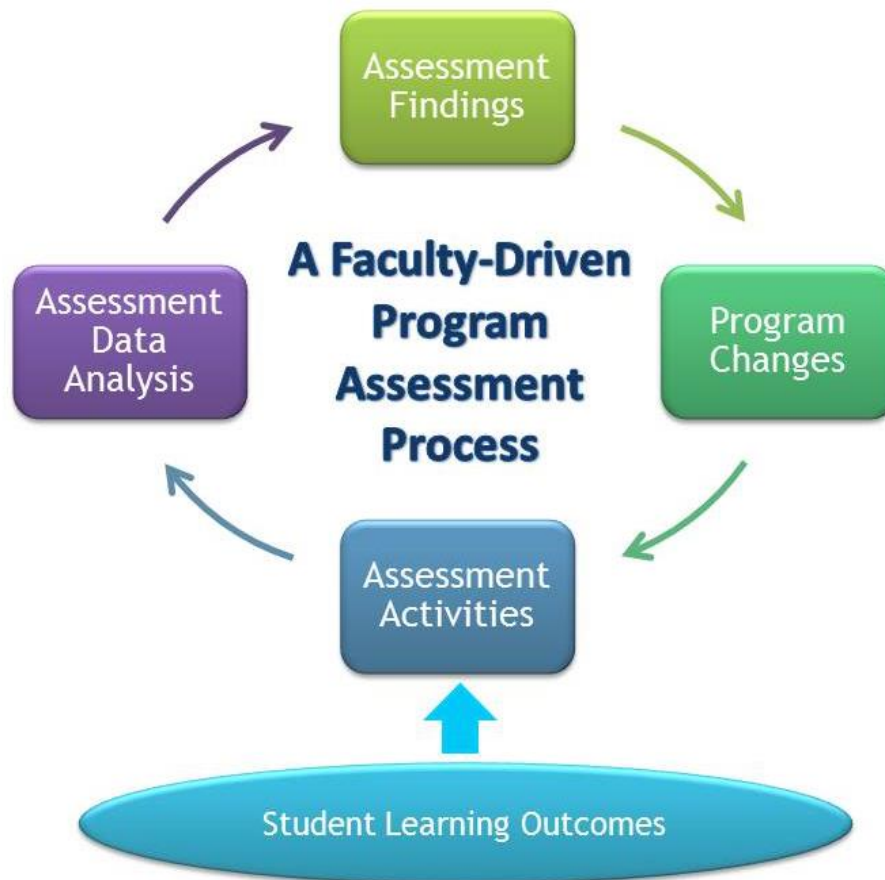 Assessment
Findings
A Faculty-Driven
Program
Assessment
Process
Assessment
Data
Analysis
Program
Changes
Assessment
Activities
Student Learning Outcomes